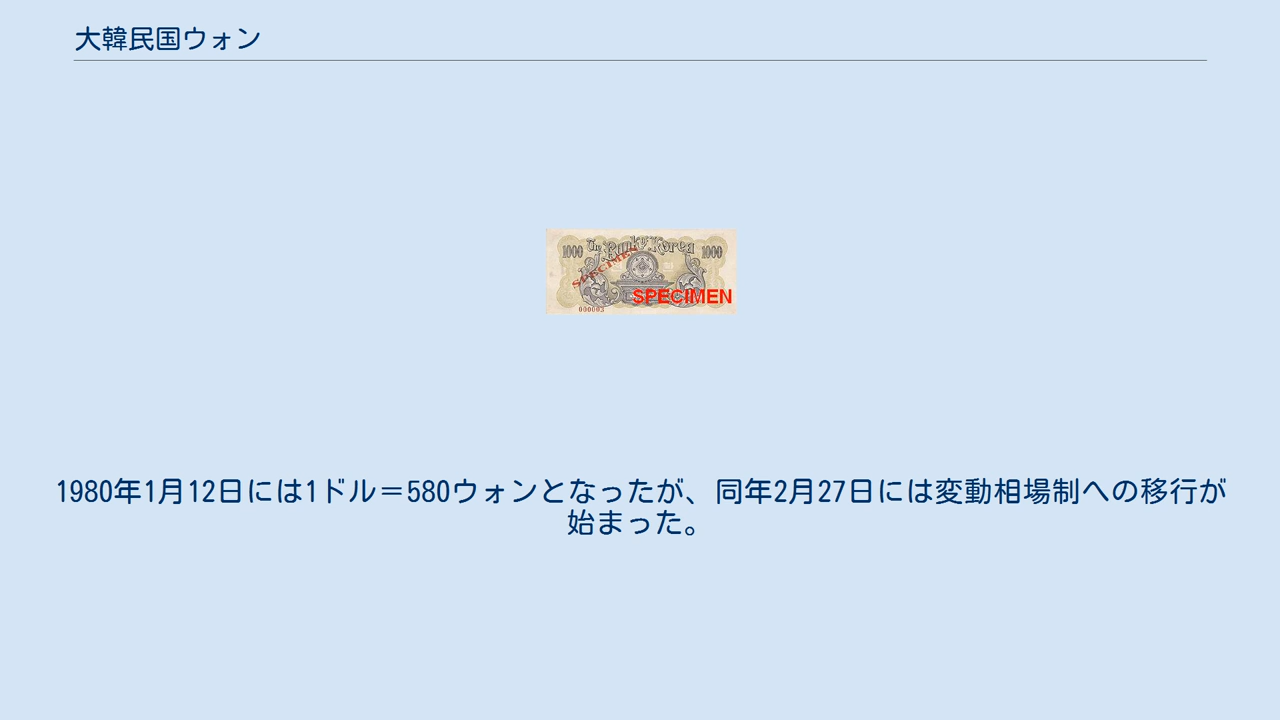 大韓民国ウォン
1000 The Bank of Korea 1000
SPECIMEN
SPECIMEN
000003
1980年1月12日には1ドル＝580ウォンとなったが、同年2月27日には変動相場制への移行が
始まった。